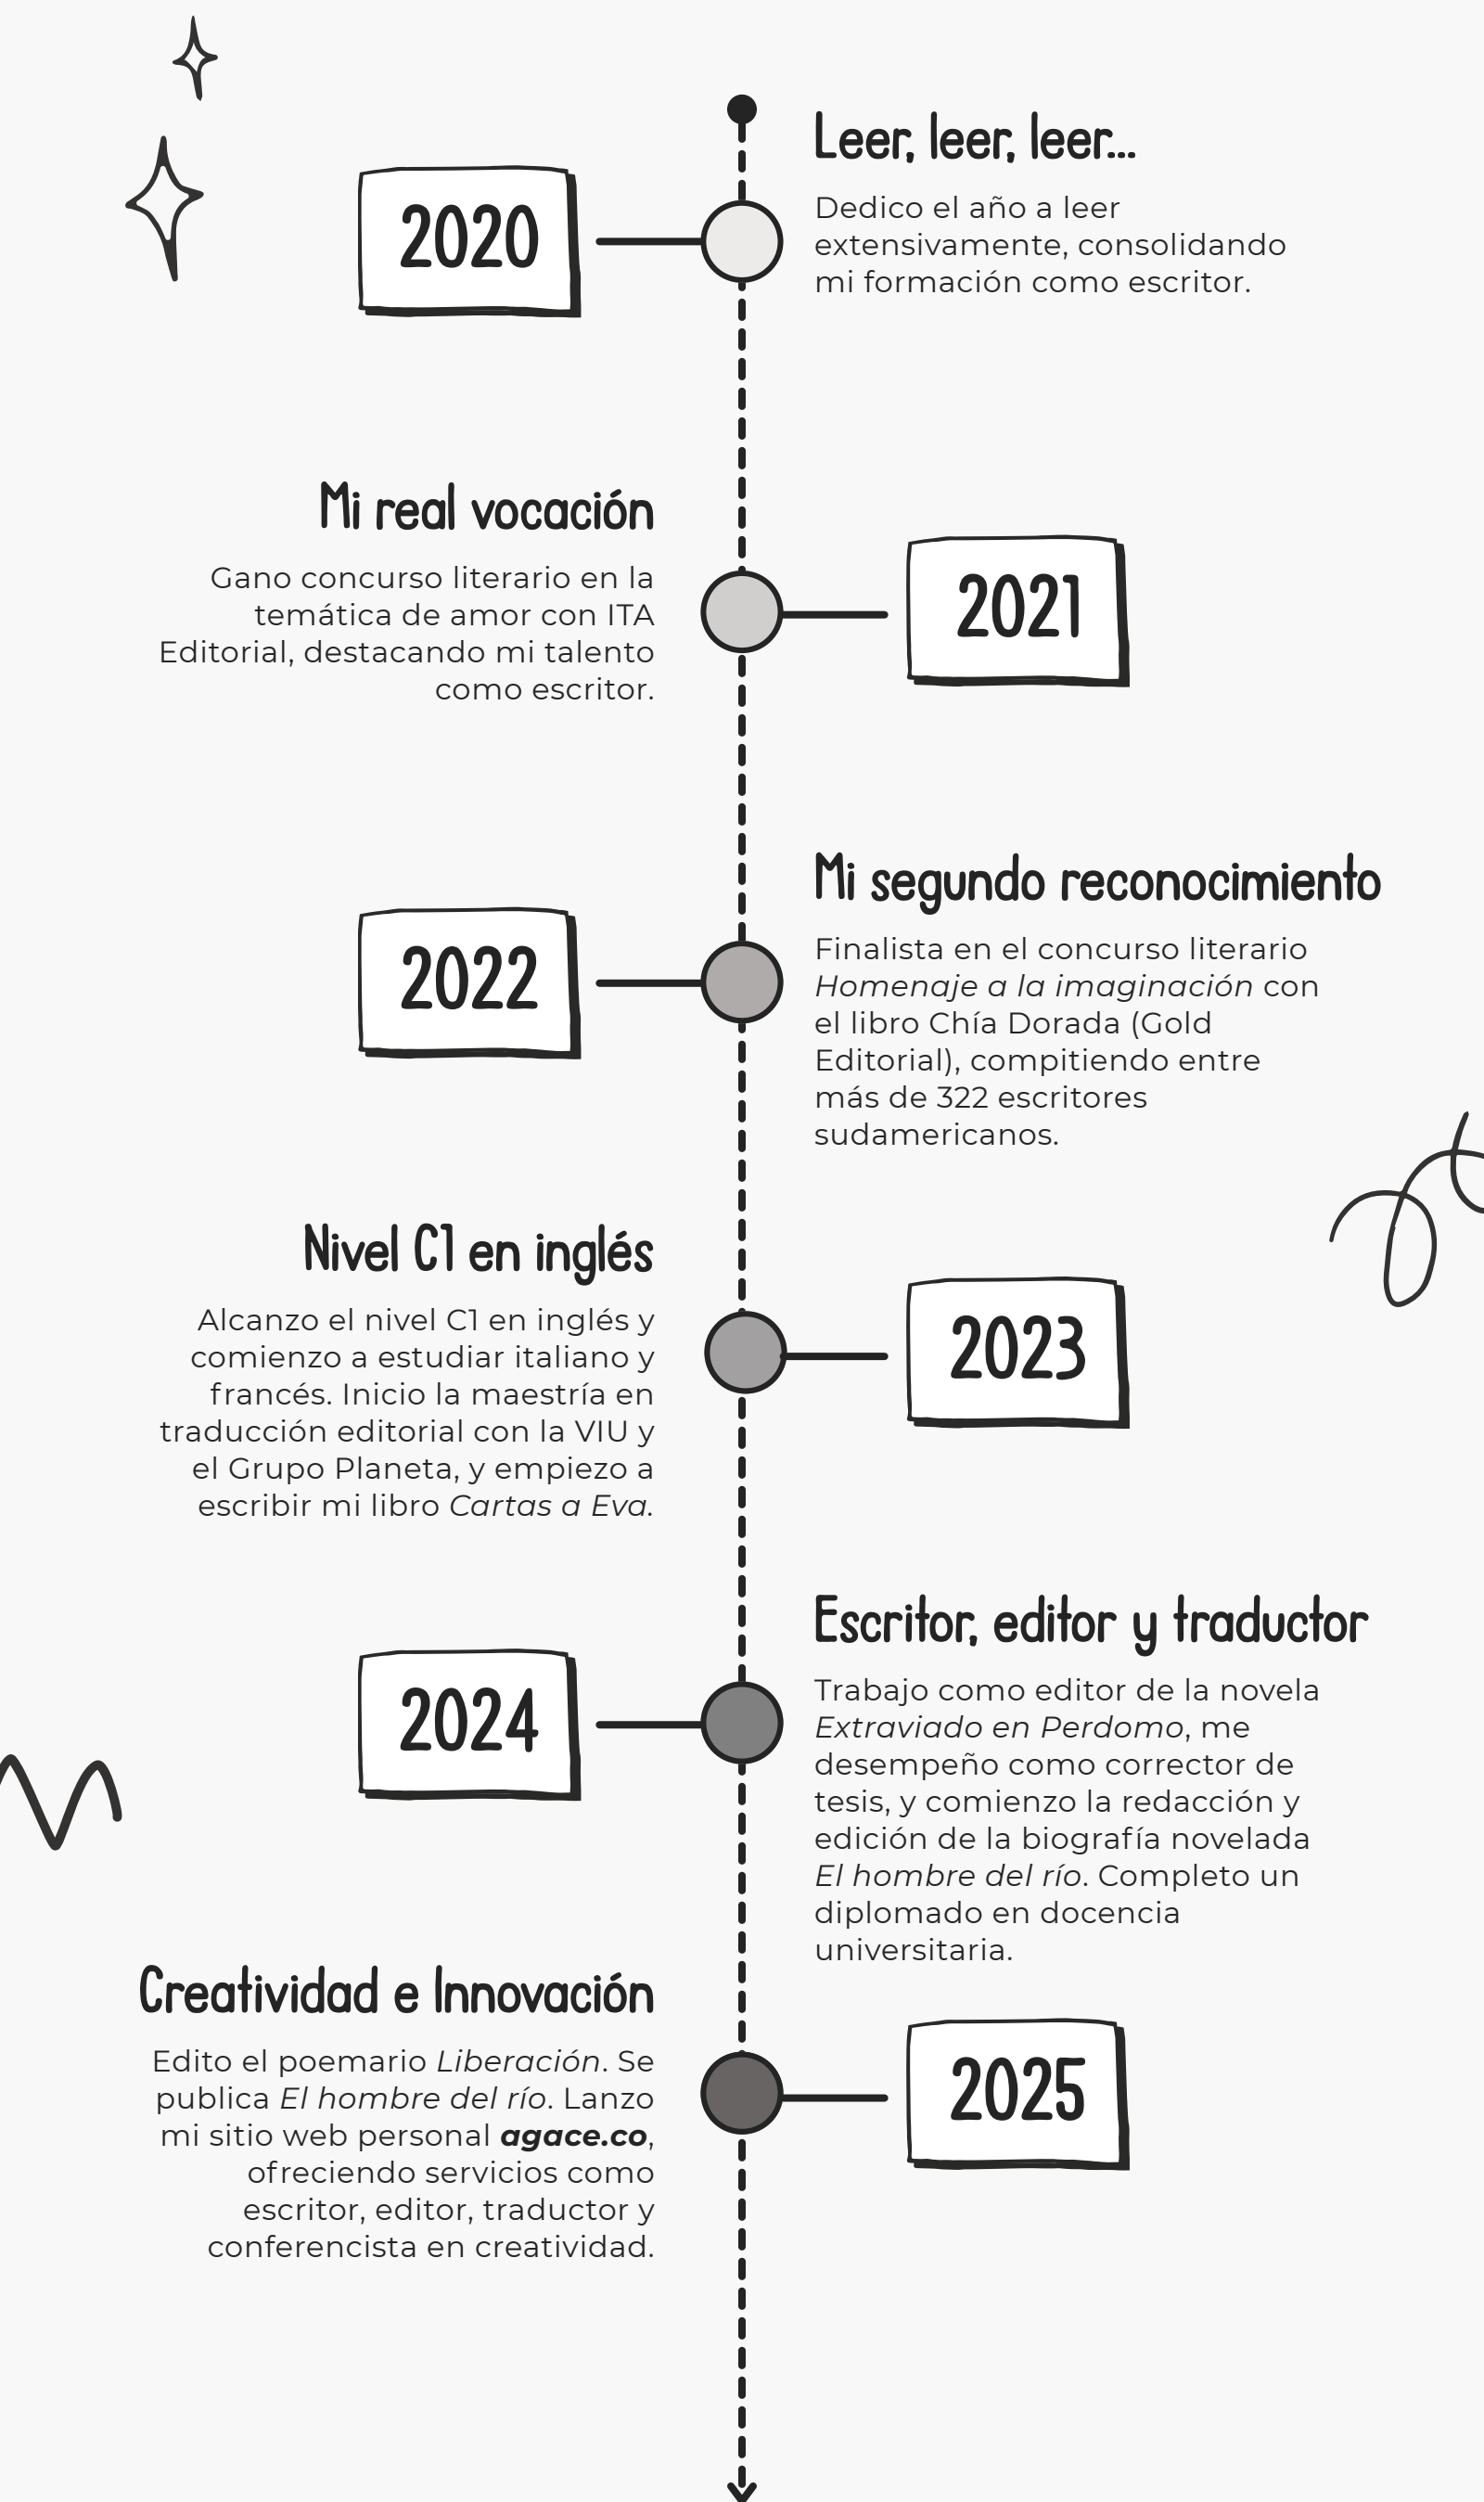 2020
Leer, leer, leer...
Dedico el año a leer
extensivamente, consolidando
mi formación como escritor.
Mi real vocación
Gano concurso literario en la
temática de amor con ITA
Editorial, destacando mi talento
como escritor.
2021
2022
Mi segundo reconocimiento
Finalista en el concurso literario
Homenaje a la imaginación con
el libro Chía Dorada (Gold
Editorial), compitiendo entre
más de 322 escritores
sudamericanos.
Nivel C1 en inglés
Alcanzo el nivel C1 en inglés y
comienzo a estudiar italiano y
francés. Inicio la maestría en
traducción editorial con la VIU y
el Grupo Planeta, y empiezo a
escribir mi libro Cartas a Eva.
2023
2024
Escritor, editor y traductor
Trabajo como editor de la novela
Extraviado en Perdomo, me
desempeño como corrector de
tesis, y comienzo la redacción y
edición de la biografía novelada
El hombre del río. Completo un
diplomado en docencia
universitaria.
Creatividad e Innovación
Edito el poemario Liberación. Se
publica El hombre del río. Lanzo
mi sitio web personal agace.co,
ofreciendo servicios como
escritor, editor, traductor y
conferencista en creatividad.
2025